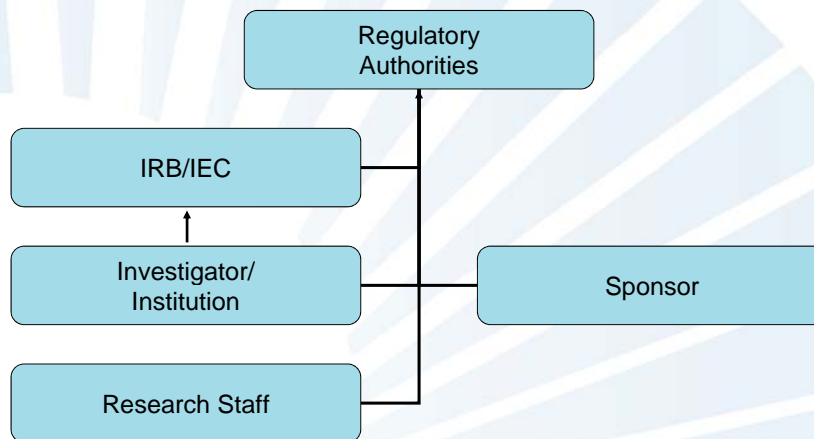 Regulatory
Authorities
IRB/IEC
Investigator/
Institution
Sponsor
Research Staff